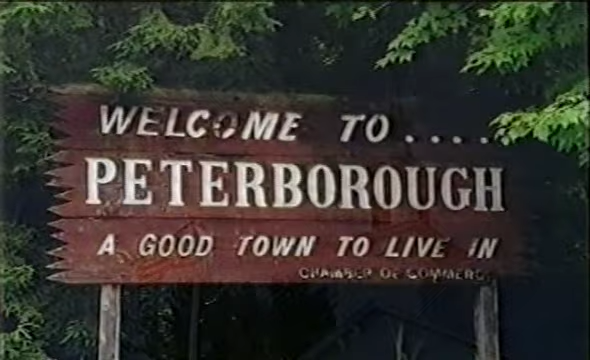 WELCOME TO....
PETERBOROUGH
A GOOD TOWN TO LIVE IN
CHAMBER OF COMMERCE